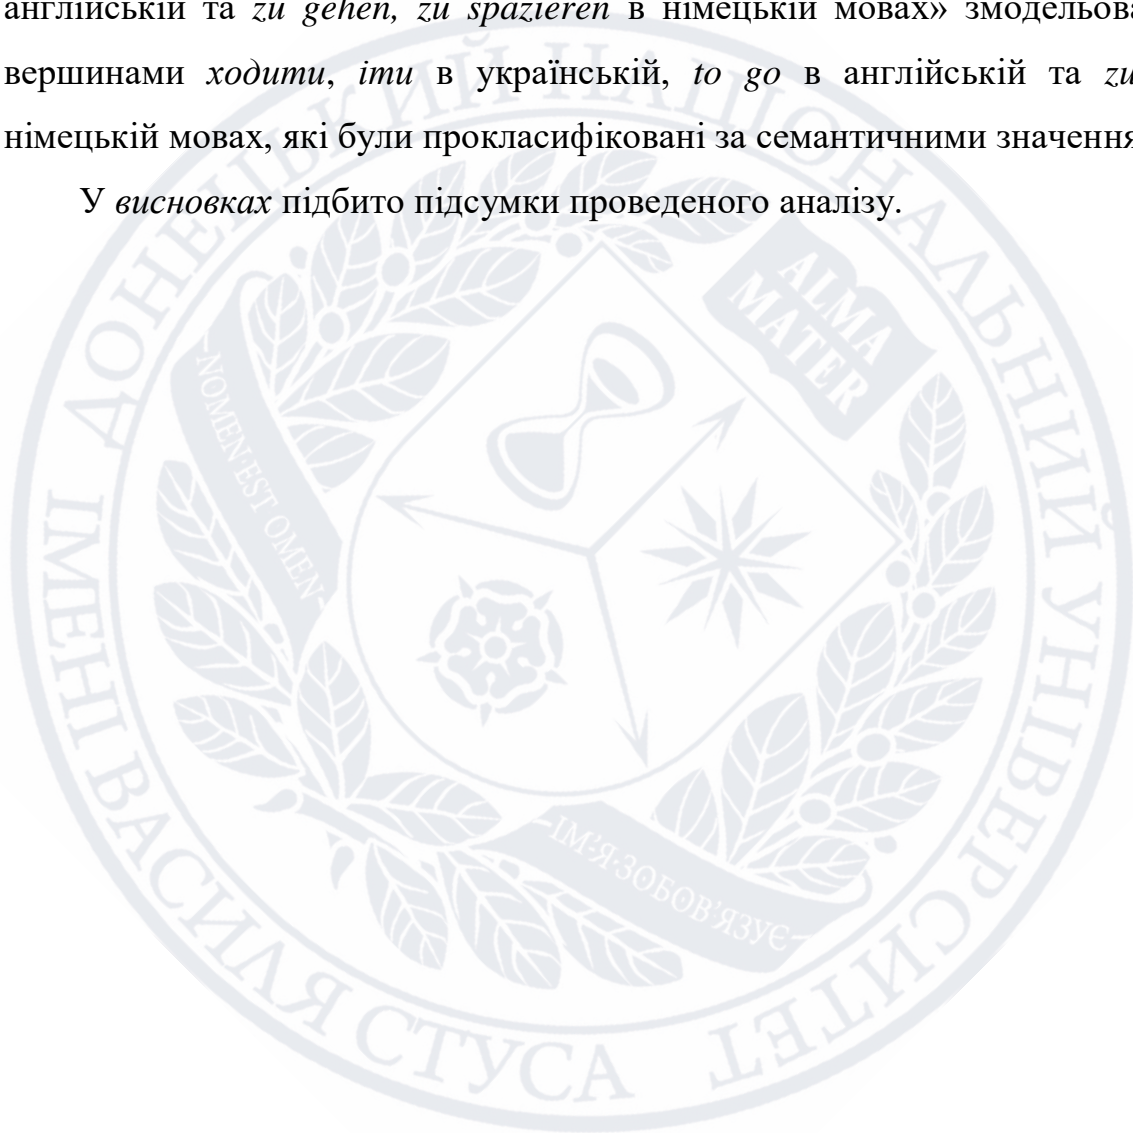 англійській та zu gehen, zu spazieren в німецькій мовах» змодельова
вершинами ходити, іти в українській, to go в англійській та zu
німецькій мовах, які були прокласифіковані за семантичними значення
У висновках підбито підсумки проведеного аналізу.
ДОНЕЦЬКИЙ НАЦІОНАЛЬНИЙ УНІВЕРСИТЕТ
ІМЕНІ ВАСИЛЯ СТУСА
ALMA
MATER
NOMEN EST OMEN
ІМ'Я ЗОБОВ'ЯЗУЄ